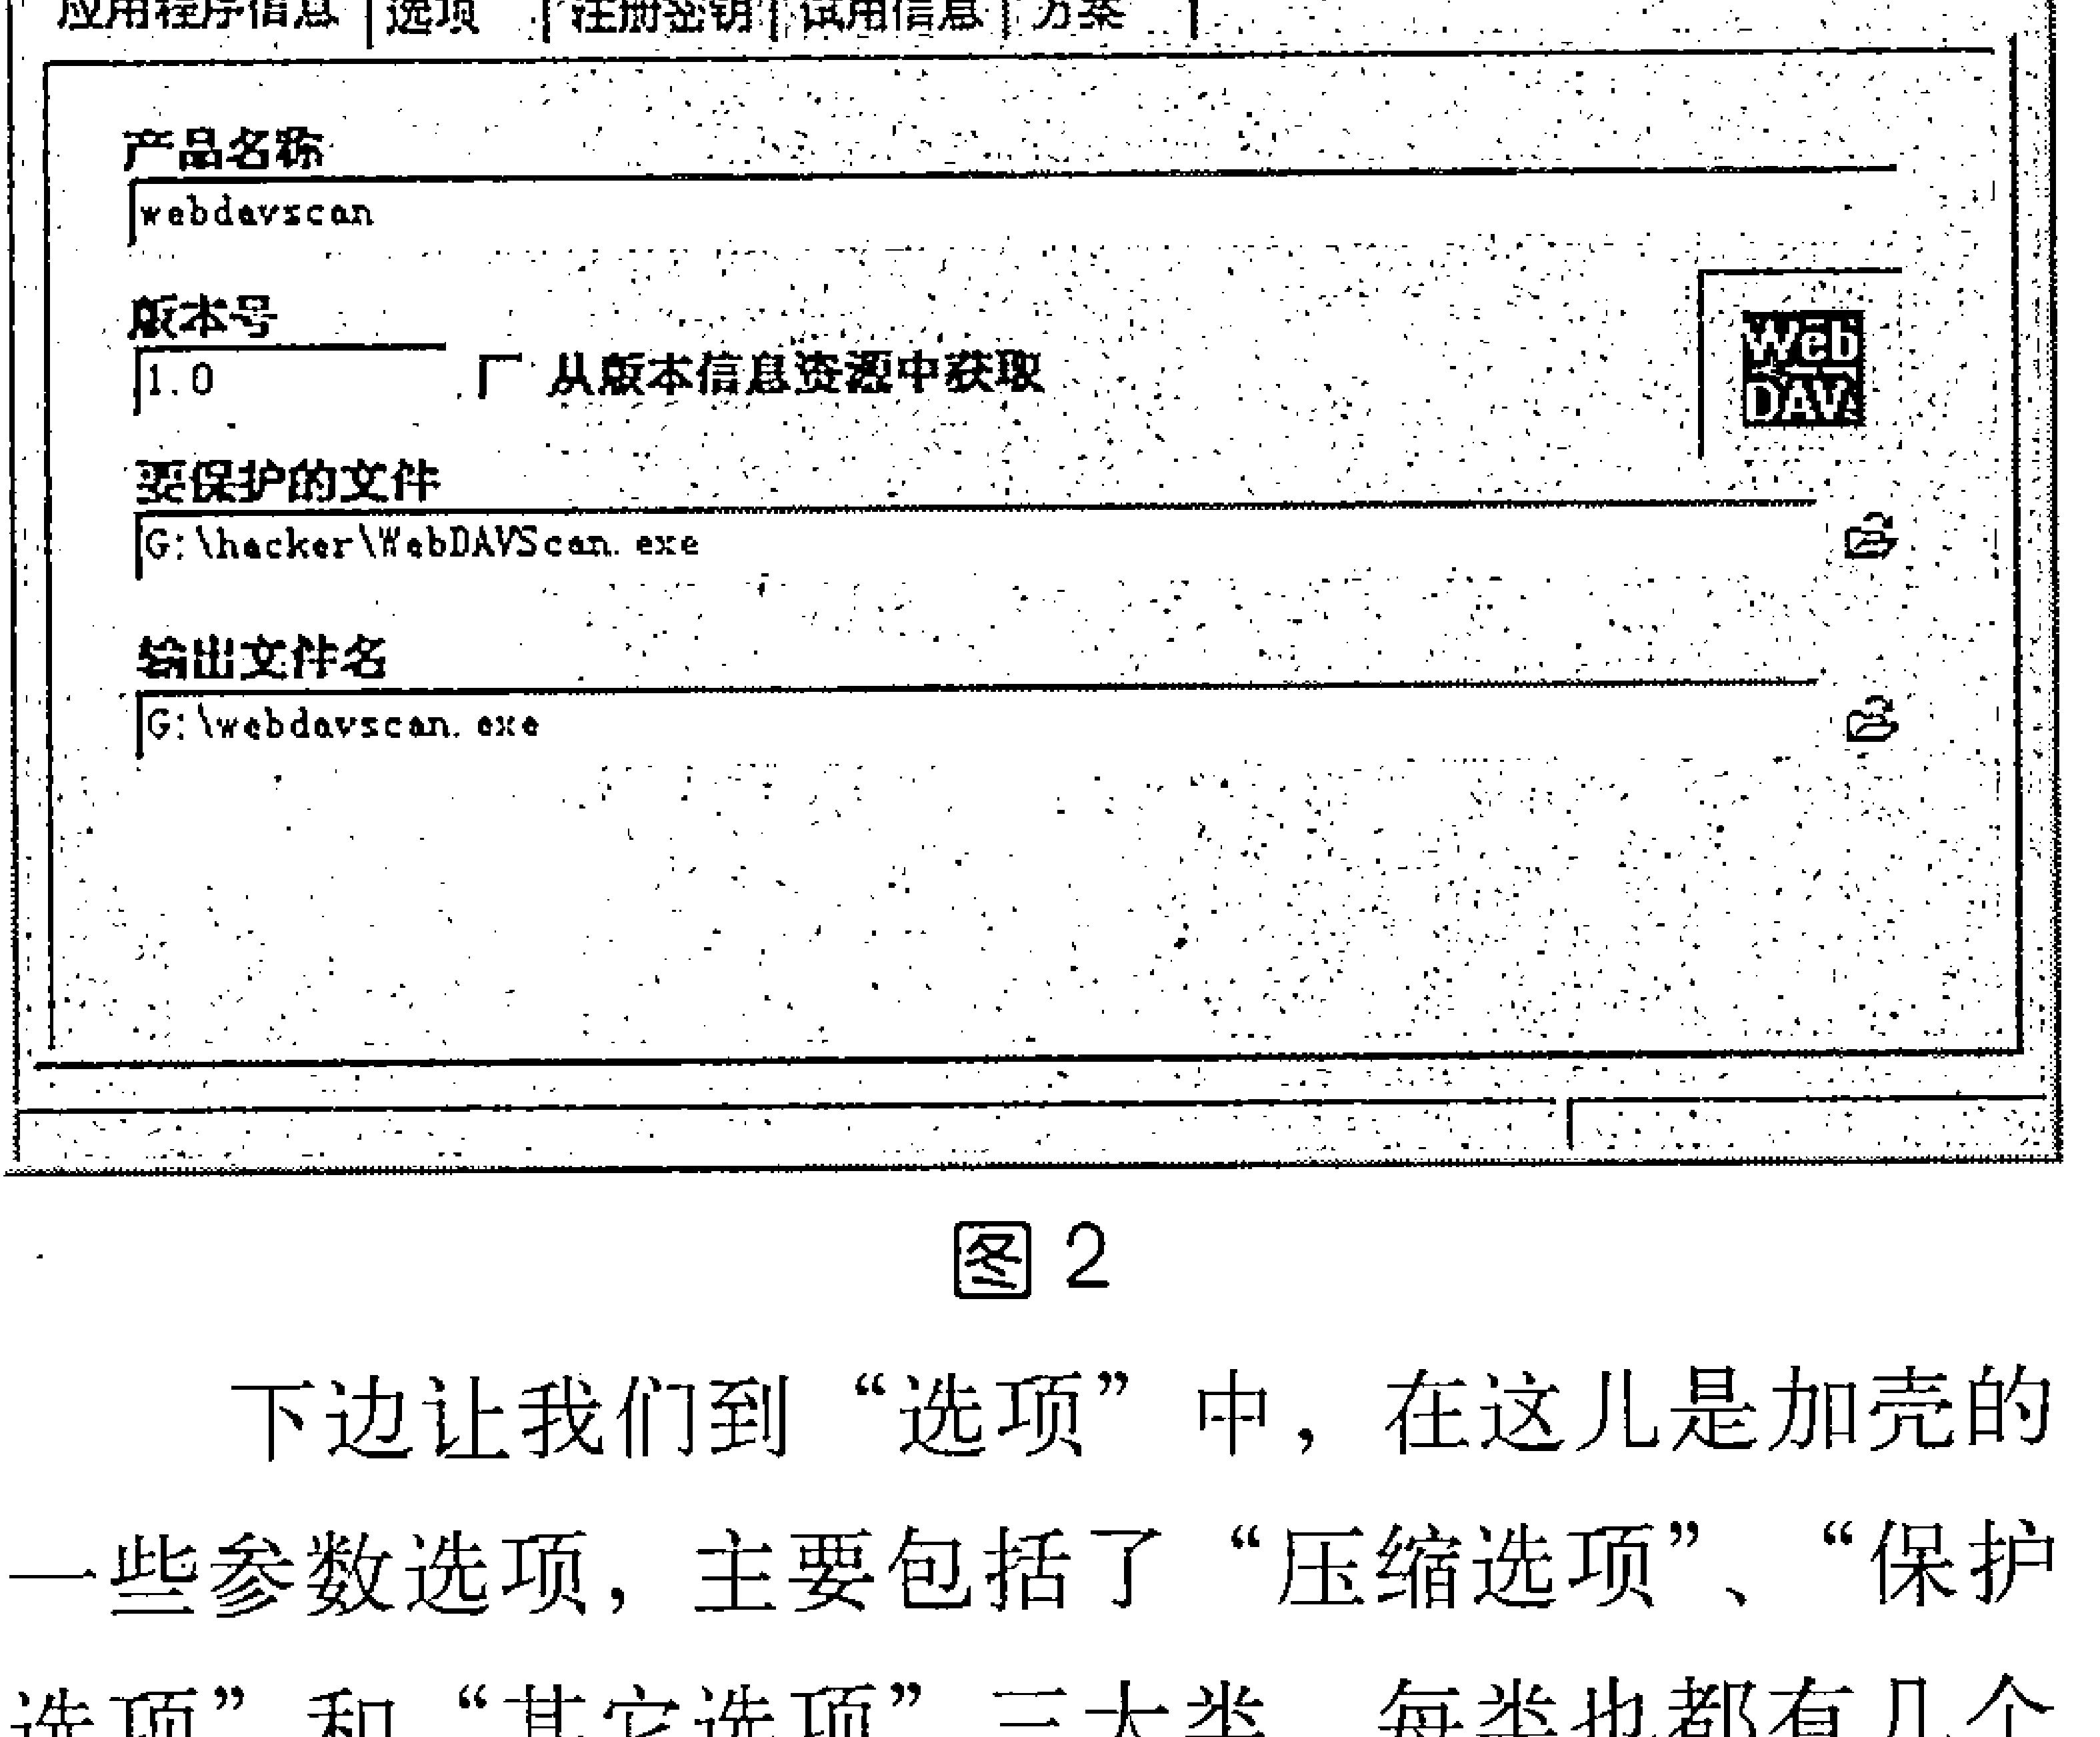 应用程序信息 选项 注册密钥 试用信息 方案
产品名称
webdavscan
版本号
1.0 从版本信息资源中获取
Web
DAV
要保护的文件
G:\hacker\WebDAVScan.exe
输出文件名
G:\webdavscan.exe
图 2
下边让我们到“选项”中，在这儿是加壳的
一些参数选项，主要包括了“压缩选项”、“保护
选项”和“其它选项”三大类，每类也都有几个